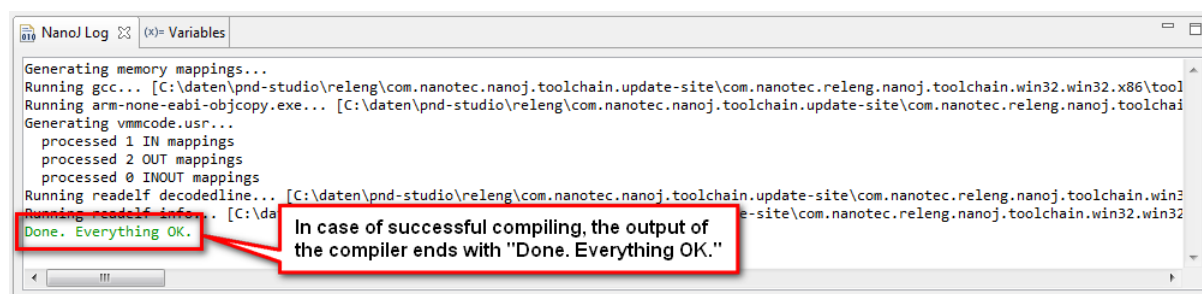 NanoJ Log (x)= Variables
Generating memory mappings...
Running gcc... [C:\daten\pnd-studio\releng\com.nanotec.nanoj.toolchain.update-site\com.nanotec.releng.nanoj.toolchain.win32.win32.x86\tool
Running arm-none-eabi-objcopy.exe... [C:\daten\pnd-studio\releng\com.nanotec.nanoj.toolchain.update-site\com.nanotec.releng.nanoj.toolchai
Generating vmmcode.usr...
processed 1 IN mappings
processed 2 OUT mappings
processed 0 INOUT mappings
Running readelf decodedline... [C:\daten\pnd-studio\releng\com.nanotec.nanoj.toolchain.update-site\com.nanotec.releng.nanoj.toolchain.win3
Running readelf info... [C:\da e-site\com.nanotec.releng.nanoj.toolchain.win32.win32
Done. Everything OK.
In case of successful compiling, the output of
the compiler ends with "Done. Everything OK."